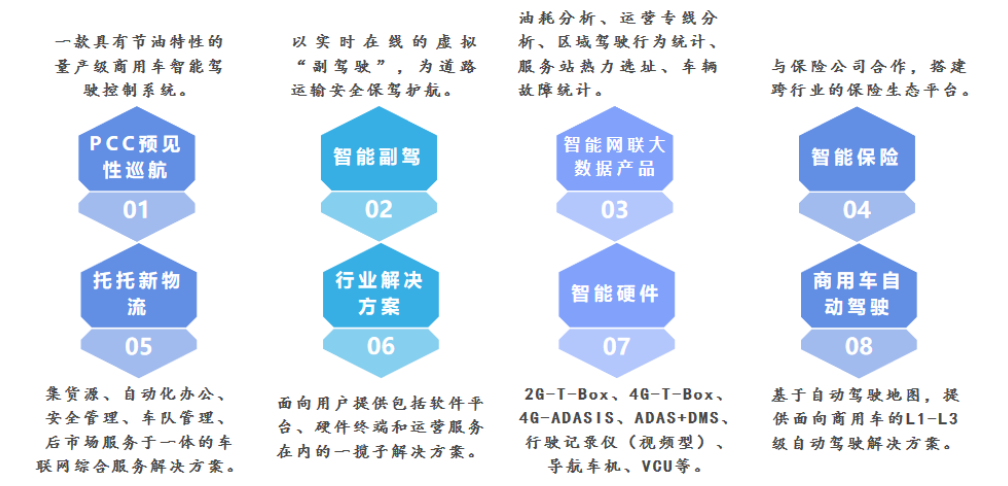 一款具有节油特性的
量产级商用车智能驾
驶控制系统。
PCC预见
性巡航
01
以实时在线的虚拟
“副驾驶”，为道路
运输安全保驾护航。
智能副驾
02
油耗分析、运营专线分
析、区域驾驶行为统计、
服务站热力选址、车辆
故障统计。
智能网联大
数据产品
03
与保险公司合作，搭建
跨行业的保险生态平台。
智能保险
04
托托新物
流
05
集货源、自动化办公、
安全管理、车队管理、
后市场服务于一体的车
联网综合服务解决方案。
行业解决
方案
06
面向用户提供包括软件平
台、硬件终端和运营服务
在内的一揽子解决方案。
智能硬件
07
2G-T-Box、4G-T-Box、
4G-ADASIS、ADAS+DMS、
行驶记录仪（视频型）、
导航车机、VCU等。
商用车自
动驾驶
08
基于自动驾驶地图，提
供面向商用车的L1-L3
级自动驾驶解决方案。